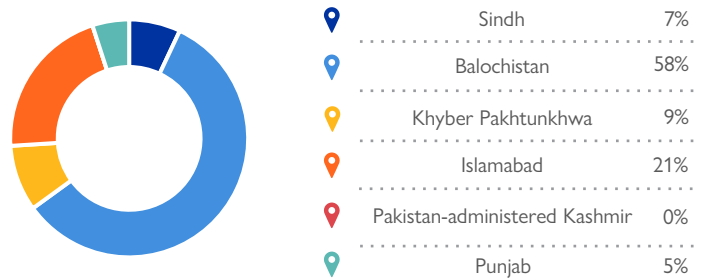 Sindh 7%
Balochistan 58%
Khyber Pakhtunkhwa 9%
Islamabad 21%
Pakistan-administered Kashmir 0%
Punjab 5%